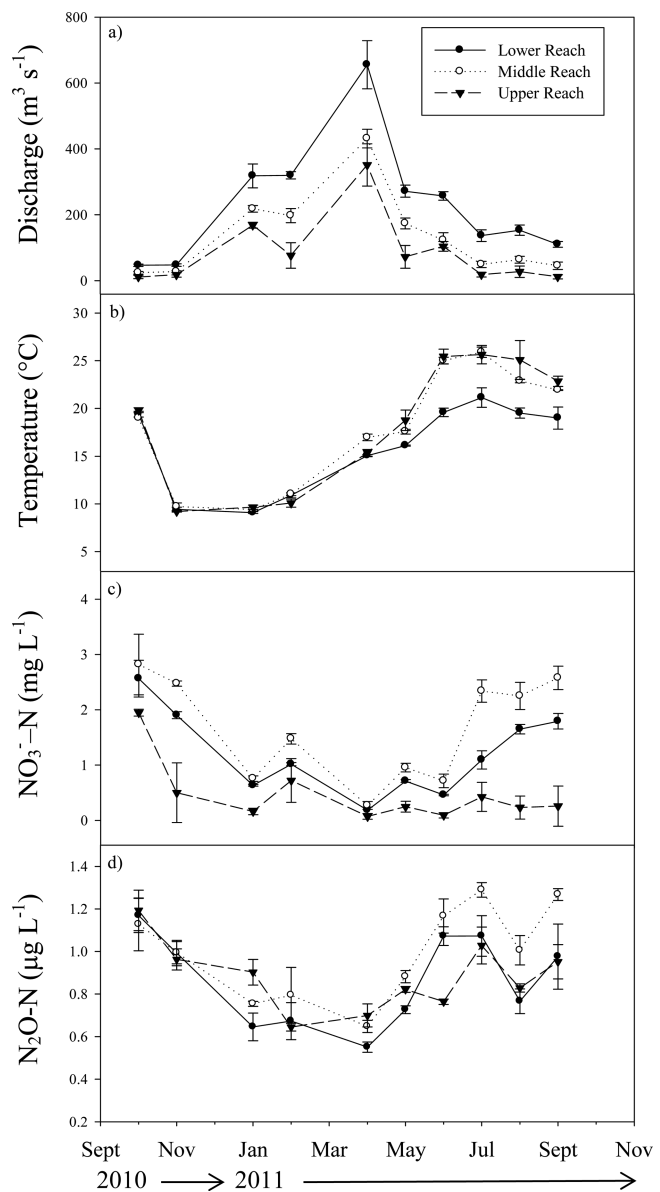 a)
Lower Reach
Middle Reach
Upper Reach
Discharge (m³ s⁻¹)
800
600
400
200
0
b)
Temperature (°C)
30
25
20
15
10
5
c)
NO₃⁻–N (mg L⁻¹)
4
3
2
1
0
d)
N₂O-N (µg L⁻¹)
1.4
1.2
1.0
0.8
0.6
0.4
0.2
Sept Nov Jan Mar May Jul Sept Nov
2010 2011